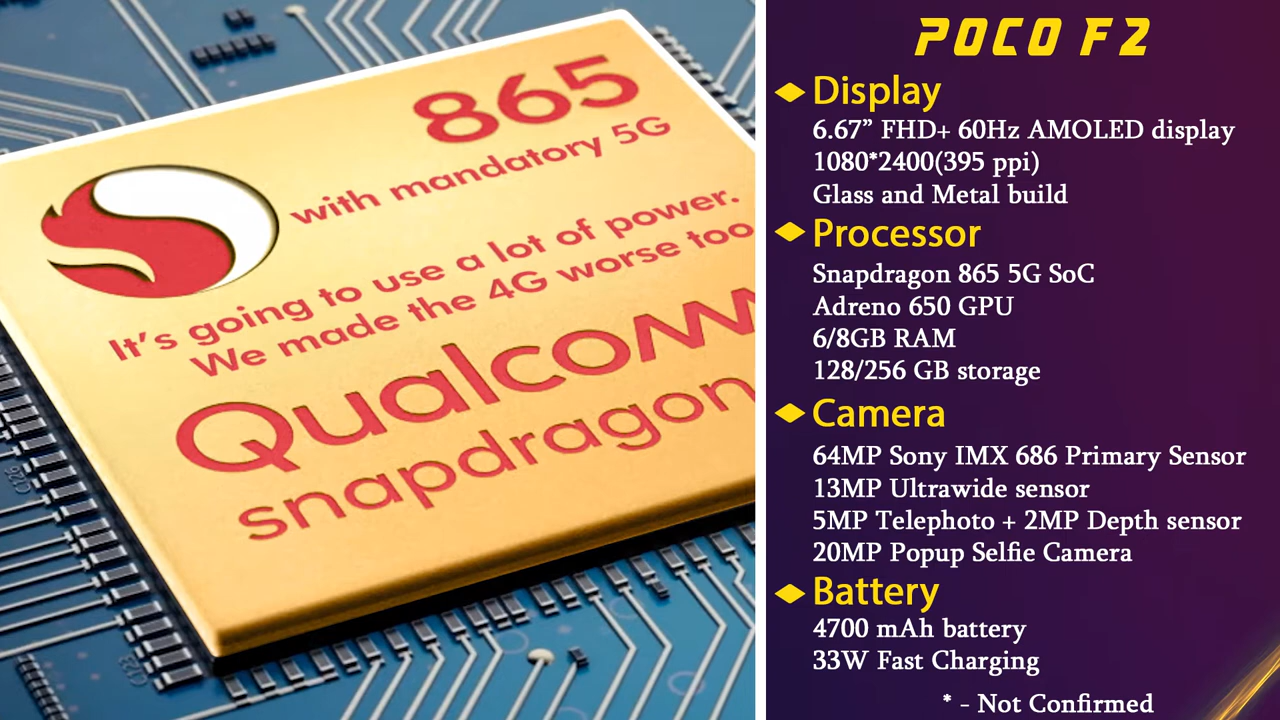 865
with mandatory 5G
It's going to use a lot of power.
We made the 4G worse too
Qualcomm
snapdragon
POCO F2
Display
6.67" FHD+ 60Hz AMOLED display
1080*2400(395 ppi)
Glass and Metal build
Processor
Snapdragon 865 5G SoC
Adreno 650 GPU
6/8GB RAM
128/256 GB storage
Camera
64MP Sony IMX 686 Primary Sensor
13MP Ultrawide sensor
5MP Telephoto + 2MP Depth sensor
20MP Popup Selfie Camera
Battery
4700 mAh battery
33W Fast Charging
* - Not Confirmed